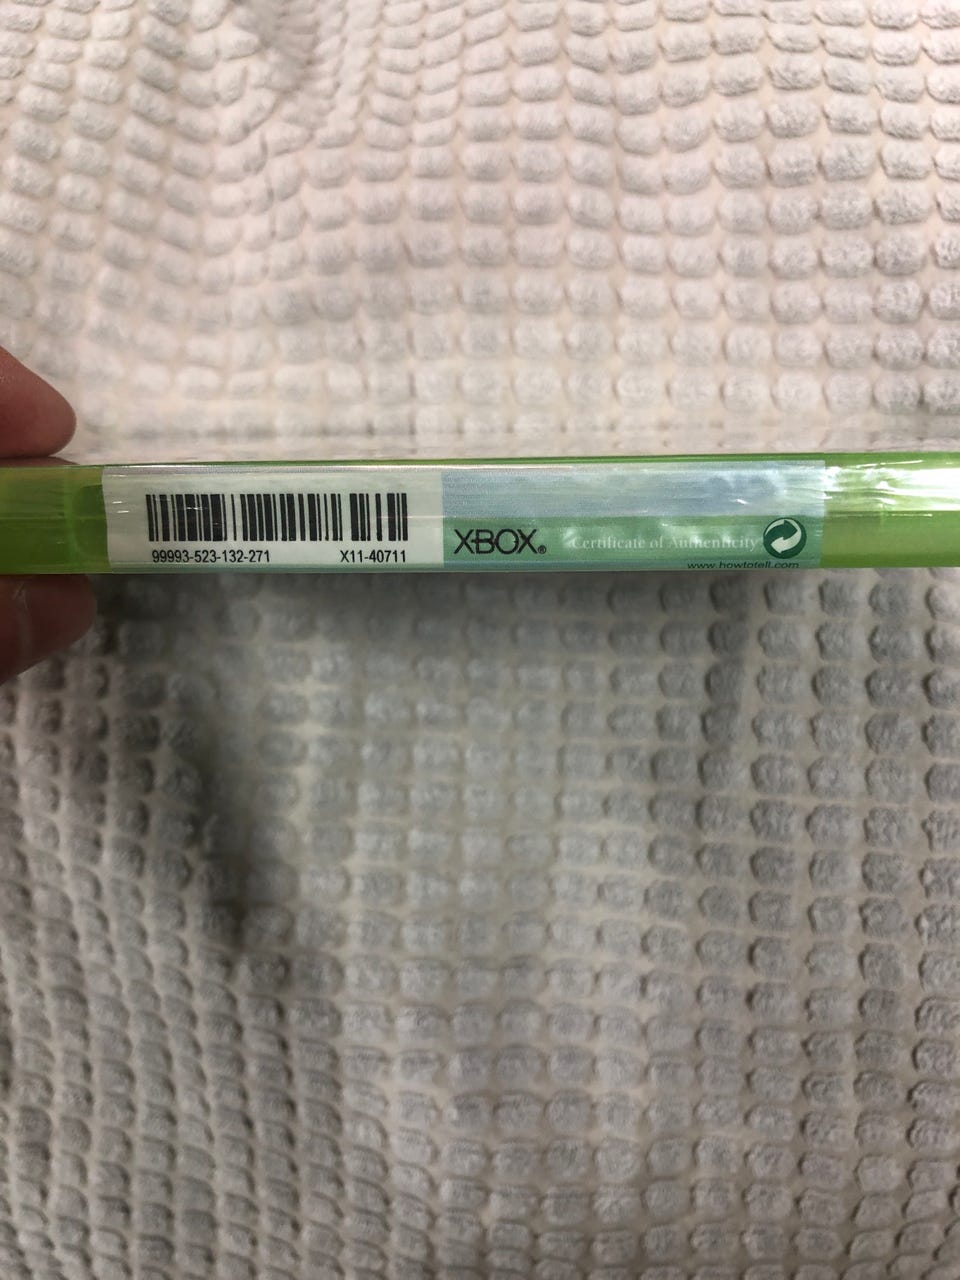 99993-523-132-271 X11-40711
XBOX® Certificate of Authenticity
www.howtotell.com